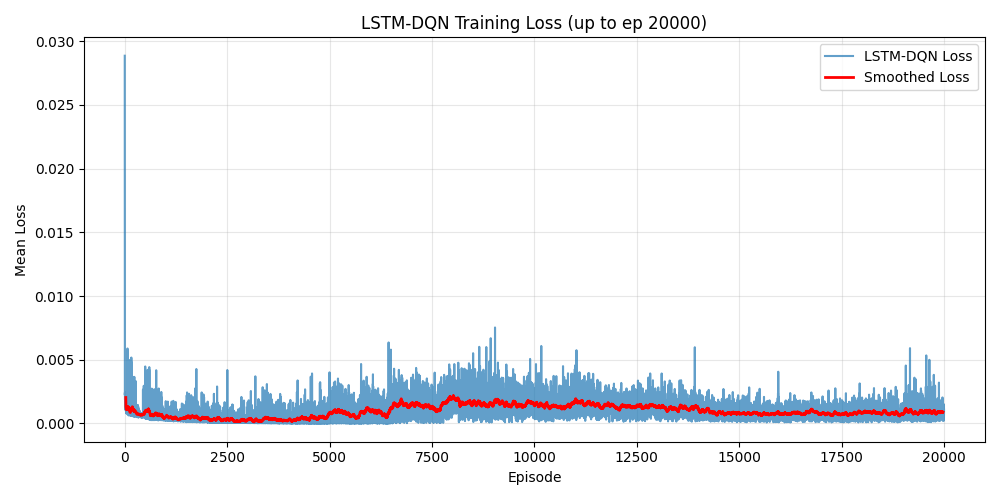 LSTM-DQN Training Loss (up to ep 20000)
LSTM-DQN Loss
Smoothed Loss
Mean Loss
0.030
0.025
0.020
0.015
0.010
0.005
0.000
0 2500 5000 7500 10000 12500 15000 17500 20000
Episode